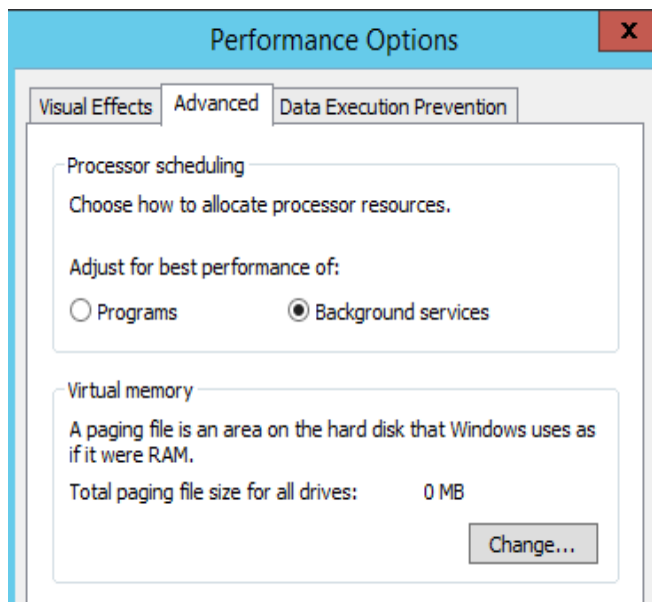 Performance Options
x
Visual Effects Advanced Data Execution Prevention
Processor scheduling
Choose how to allocate processor resources.
Adjust for best performance of:
Programs Background services
Virtual memory
A paging file is an area on the hard disk that Windows uses as
if it were RAM.
Total paging file size for all drives: 0 MB
Change...